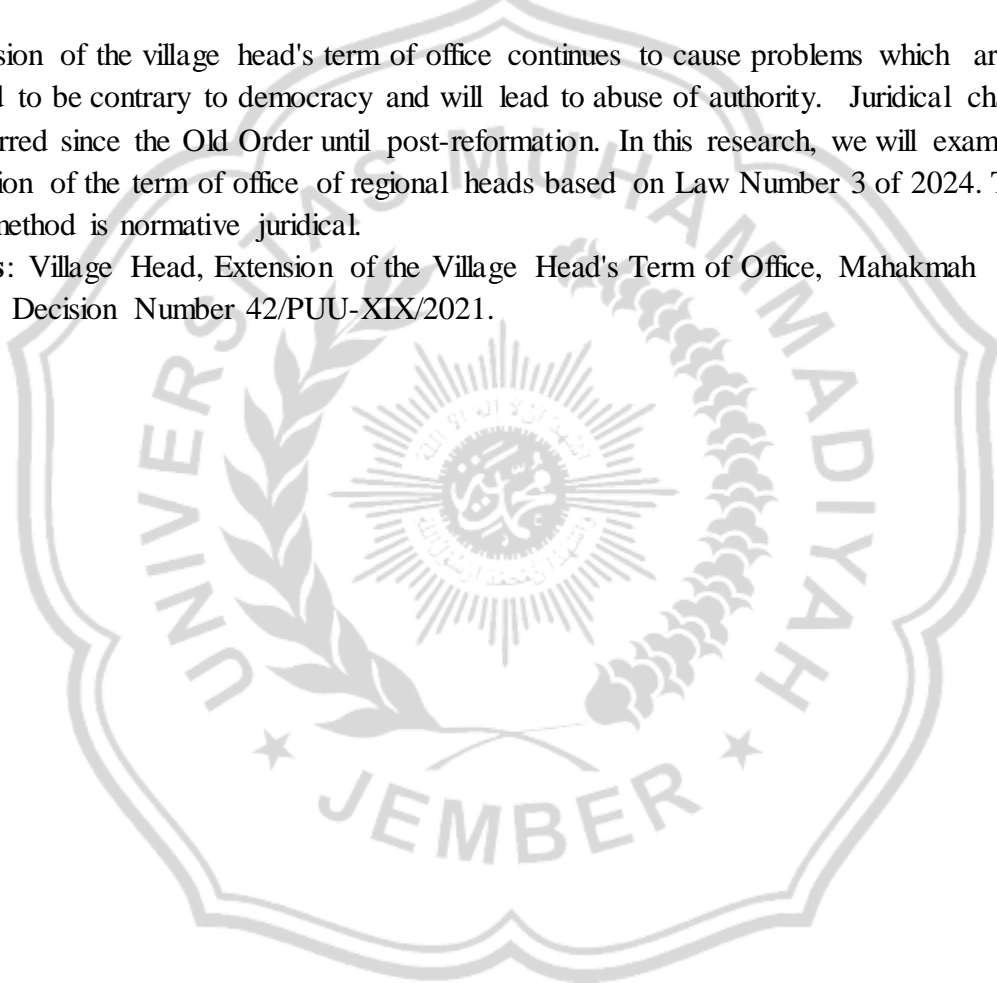 sion of the village head's term of office continues to cause problems which ar
d to be contrary to democracy and will lead to abuse of authority. Juridical cha
rred since the Old Order until post-reformation. In this research, we will exam
ion of the term of office of regional heads based on Law Number 3 of 2024. T
method is normative juridical.
s: Village Head, Extension of the Village Head's Term of Office, Mahakmah
Decision Number 42/PUU-XIX/2021.
UNIVERSITAS MUHAMMADIYAH
JEMBER